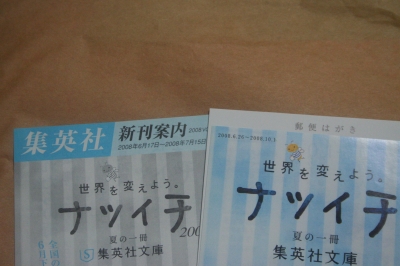 集英社 新刊案内 2008
2008年6月17日〜2008年7月15日
世界を変えよう。
ナツイチ
200
夏の一冊
S 集英社文庫
全国の
郵便はがき
2008.6.20〜2008.10.1
世界を変えよう。
ナツイチ
夏の一冊
集英社文庫